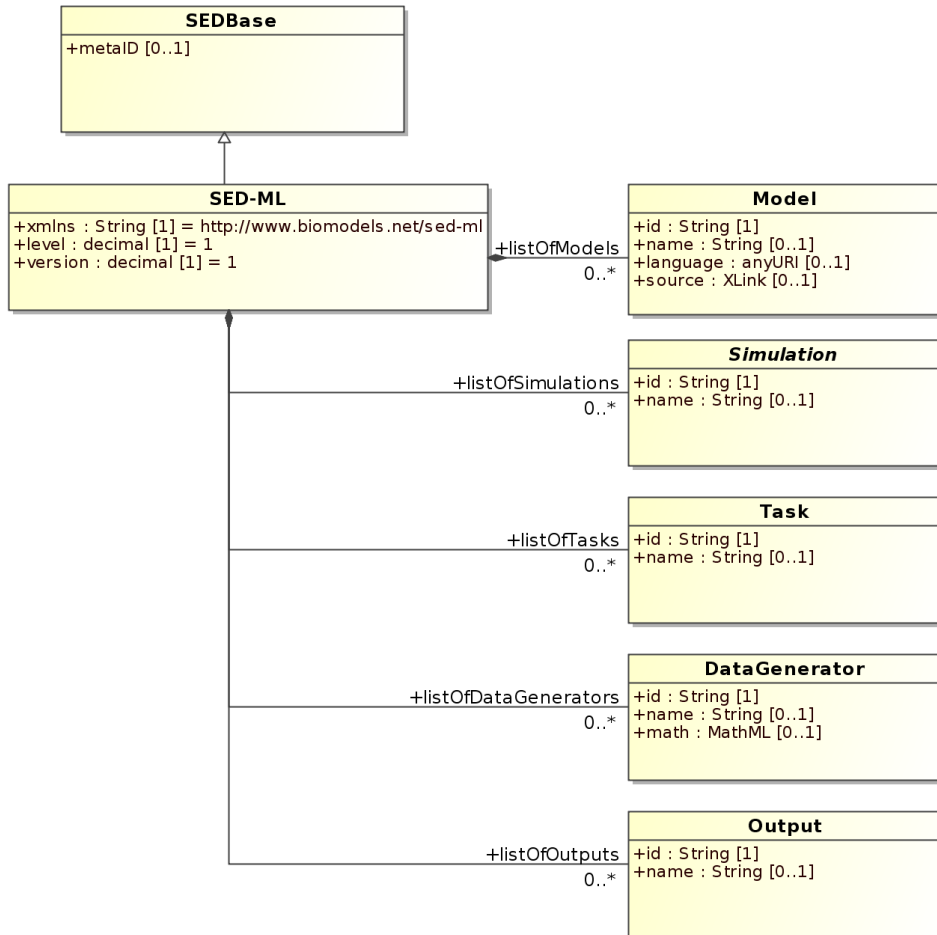 SEDBase
+metaID [0..1]
SED-ML
+xmlns : String [1] = http://www.biomodels.net/sed-ml
+level : decimal [1] = 1
+version : decimal [1] = 1
+listOfModels
0..*
Model
+id : String [1]
+name : String [0..1]
+language : anyURI [0..1]
+source : XLink [0..1]
+listOfSimulations
0..*
Simulation
+id : String [1]
+name : String [0..1]
+listOfTasks
0..*
Task
+id : String [1]
+name : String [0..1]
+listOfDataGenerators
0..*
DataGenerator
+id : String [1]
+name : String [0..1]
+math : MathML [0..1]
+listOfOutputs
0..*
Output
+id : String [1]
+name : String [0..1]